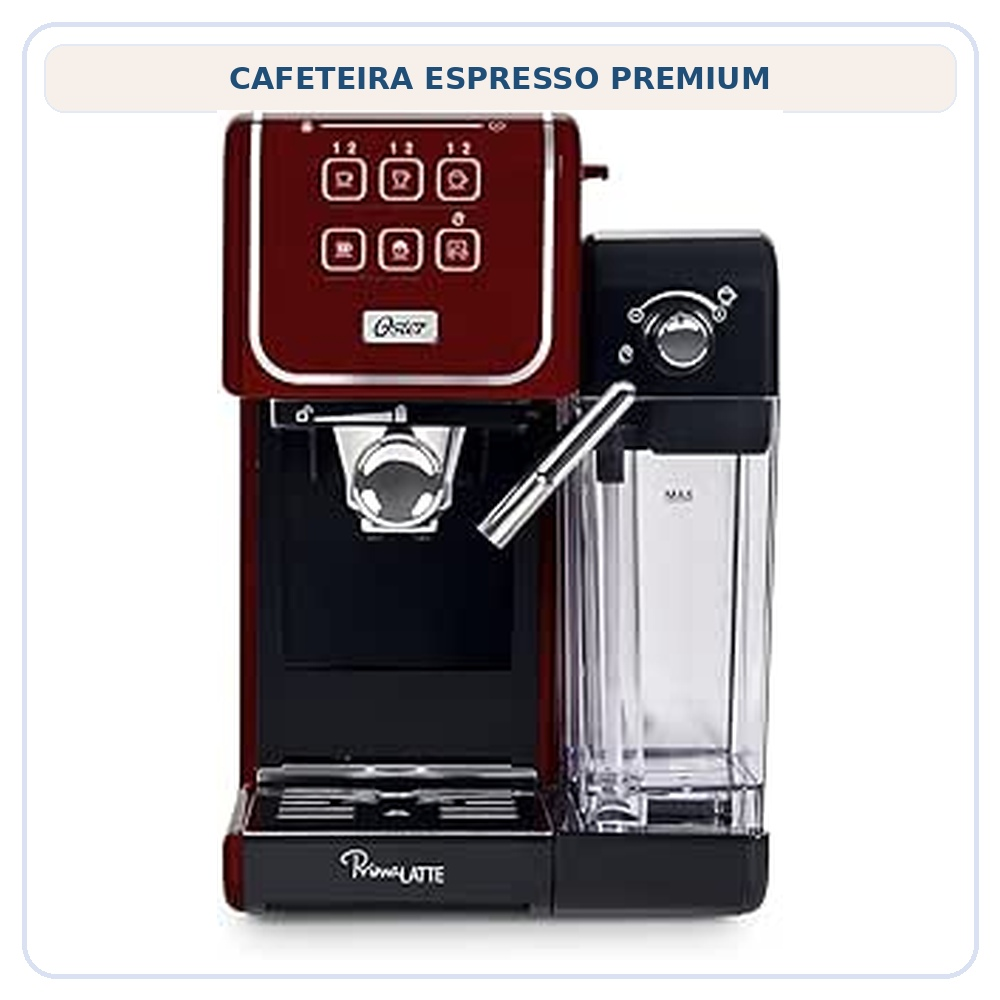 CAFETEIRA ESPRESSO PREMIUM
1 2 1 2 1 2
Oster
MAX
PrimaLATTE